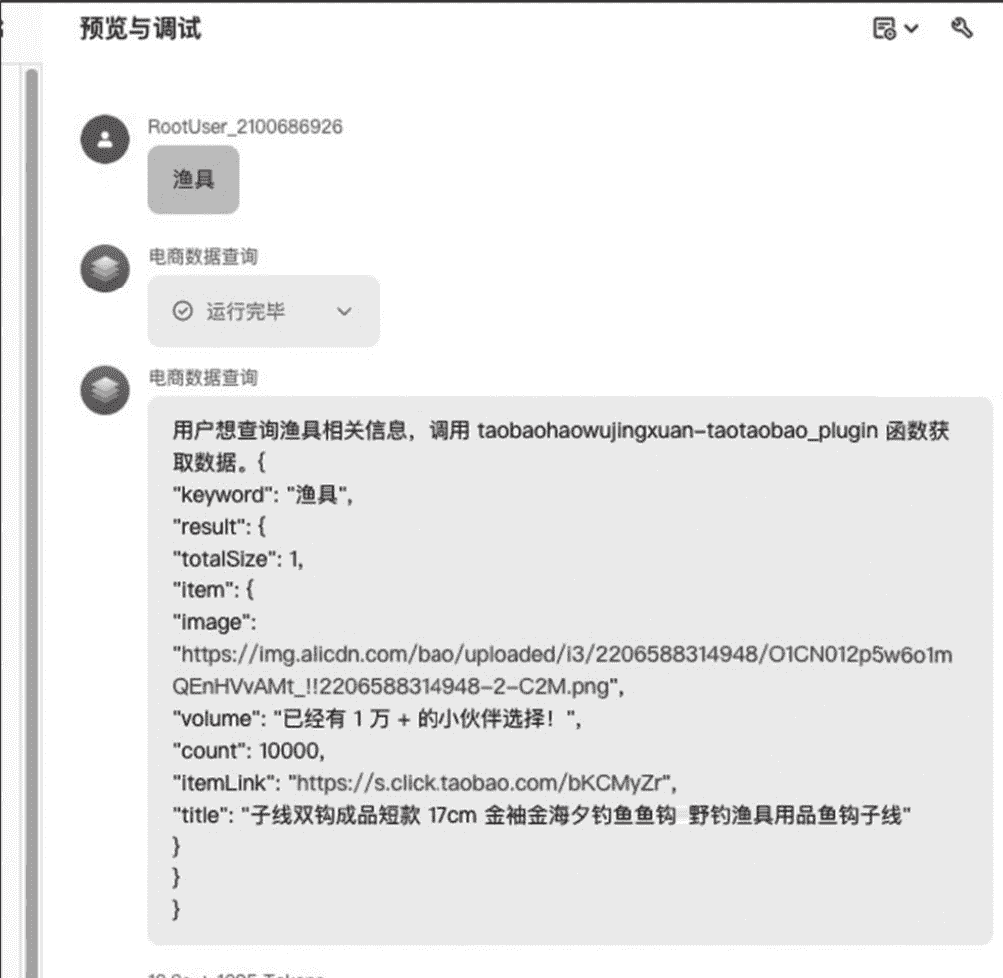 预览与调试
RootUser_2100686926
渔具
电商数据查询
运行完毕
电商数据查询
用户想查询渔具相关信息，调用 taobaohaowujingxuan-taotaobao_plugin 函数获
取数据。{
"keyword": "渔具",
"result": {
"totalSize": 1,
"item": {
"image":
"https://img.alicdn.com/bao/uploaded/i3/2206588314948/O1CN012p5w6o1m
QEnHVvAMt_!!2206588314948-2-C2M.png",
"volume": "已经有 1 万 + 的小伙伴选择！",
"count": 10000,
"itemLink": "https://s.click.taobao.com/bKCMyZr",
"title": "子线双钩成品短款 17cm 金袖金海夕钓鱼鱼钩 野钓渔具用品鱼钩子线"
}
}
}